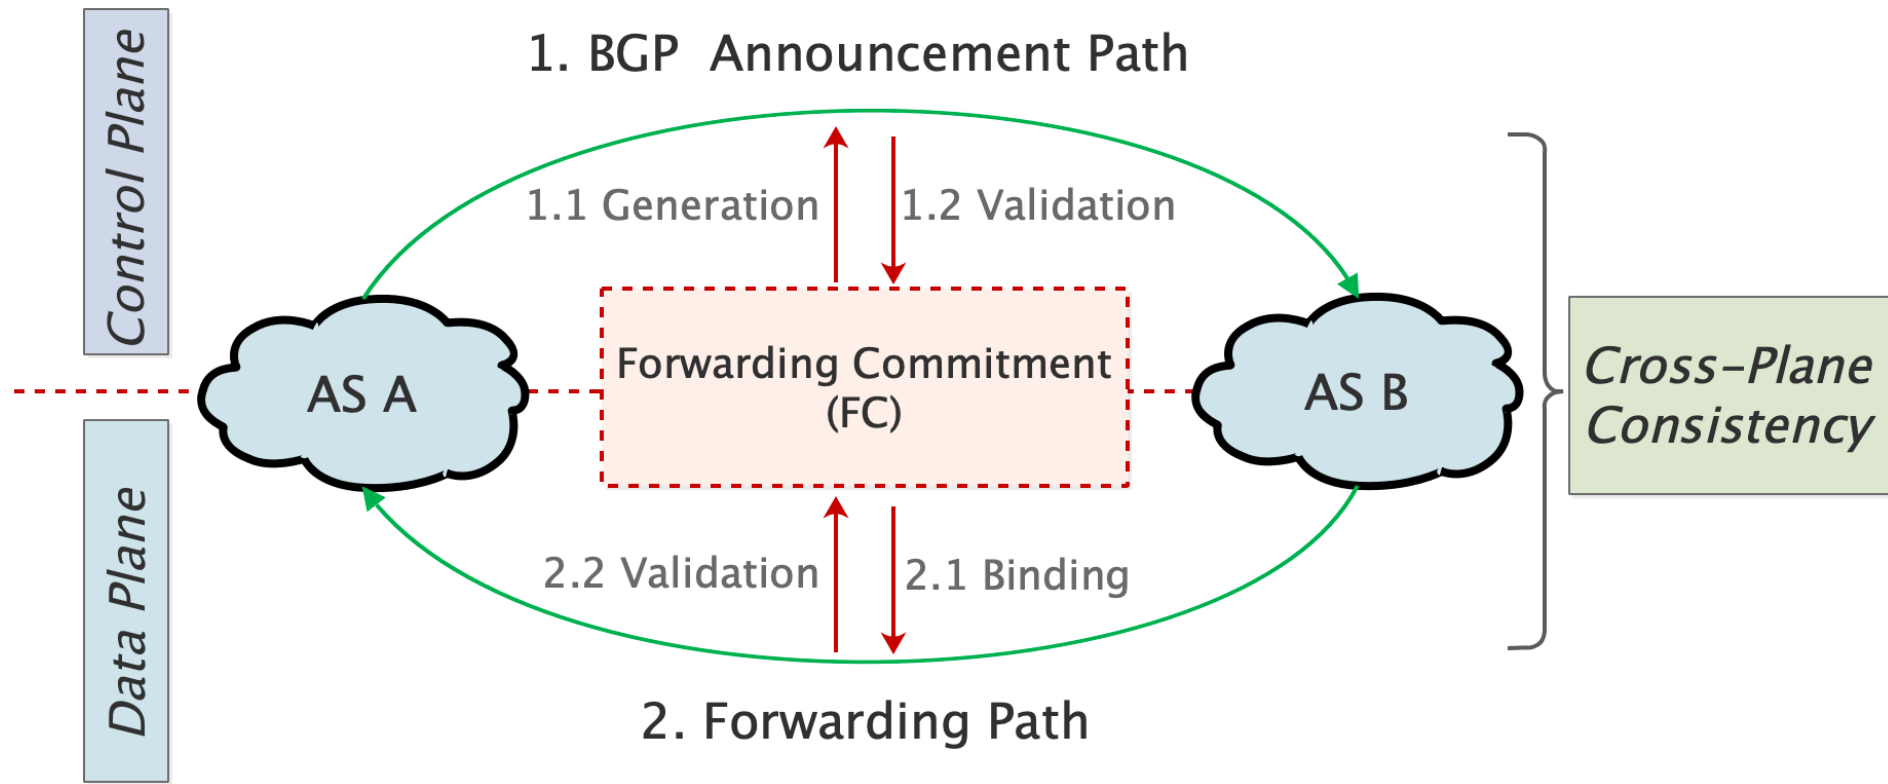 Control Plane
1. BGP Announcement Path
1.1 Generation
1.2 Validation
AS A
Forwarding Commitment
(FC)
AS B
Cross-Plane
Consistency
Data Plane
2.2 Validation
2.1 Binding
2. Forwarding Path